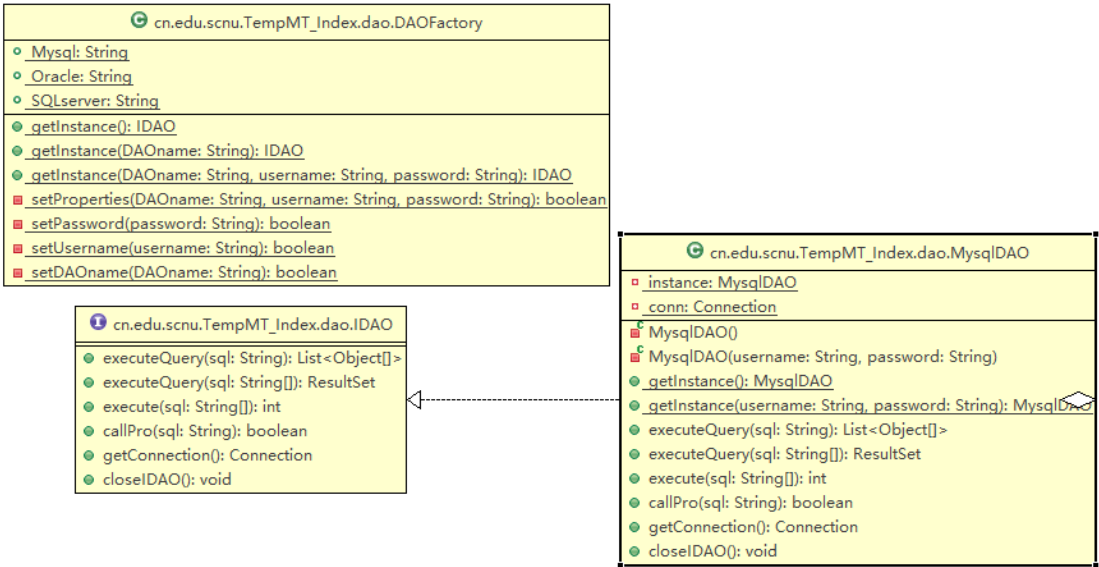 cn.edu.scnu.TempMT_Index.dao.DAOFactory
Mysql: String
Oracle: String
SQLserver: String
getInstance(): IDAO
getInstance(DAOname: String): IDAO
getInstance(DAOname: String, username: String, password: String): IDAO
setProperties(DAOname: String, username: String, password: String): boolean
setPassword(password: String): boolean
setUsername(username: String): boolean
setDAOname(DAOname: String): boolean
cn.edu.scnu.TempMT_Index.dao.IDAO
executeQuery(sql: String): List<Object[]>
executeQuery(sql: String[]): ResultSet
execute(sql: String[]): int
callPro(sql: String): boolean
getConnection(): Connection
closeIDAO(): void
cn.edu.scnu.TempMT_Index.dao.MysqlDAO
instance: MysqlDAO
conn: Connection
MysqlDAO()
MysqlDAO(username: String, password: String)
getInstance(): MysqlDAO
getInstance(username: String, password: String): MysqlDAO
executeQuery(sql: String): List<Object[]>
executeQuery(sql: String[]): ResultSet
execute(sql: String[]): int
callPro(sql: String): boolean
getConnection(): Connection
closeIDAO(): void